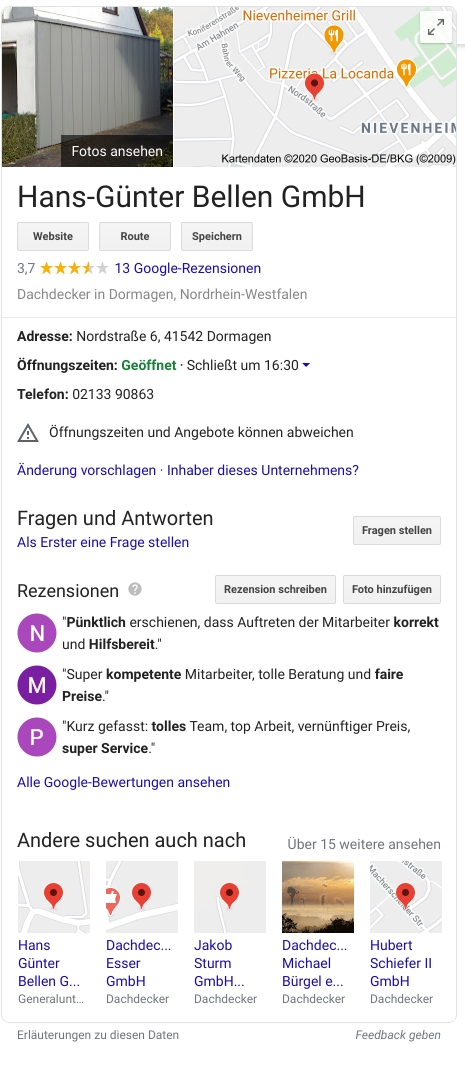 Nievenheimer Grill
Koniferenstraße
Am Hahnen
Bahner Weg
Pizzeria La Locanda
Nordstraße
NIEVENHEIM
Fotos ansehen
Kartendaten ©2020 GeoBasis-DE/BKG (©2009)
Hans-Günter Bellen GmbH
Website Route Speichern
3,7 13 Google-Rezensionen
Dachdecker in Dormagen, Nordrhein-Westfalen
Adresse: Nordstraße 6, 41542 Dormagen
Öffnungszeiten: Geöffnet · Schließt um 16:30
Telefon: 02133 90863
Öffnungszeiten und Angebote können abweichen
Änderung vorschlagen · Inhaber dieses Unternehmens?
Fragen und Antworten
Fragen stellen
Als Erster eine Frage stellen
Rezensionen ? Rezension schreiben Foto hinzufügen
N "Pünktlich erschienen, dass Auftreten der Mitarbeiter korrekt
und Hilfsbereit."
M "Super kompetente Mitarbeiter, tolle Beratung und faire
Preise."
P "Kurz gefasst: tolles Team, top Arbeit, vernünftiger Preis,
super Service."
Alle Google-Bewertungen ansehen
Andere suchen auch nach Über 15 weitere ansehen
straße
Macherscheider Str.
Hans
Günter
Bellen G...
Generalunt...
Dachdec...
Esser
GmbH
Dachdecker
Jakob
Sturm
GmbH...
Dachdecker
Dachdec...
Michael
Bürgel e...
Dachdecker
Hubert
Schiefer II
GmbH
Dachdecker
Erläuterungen zu diesen Daten Feedback geben